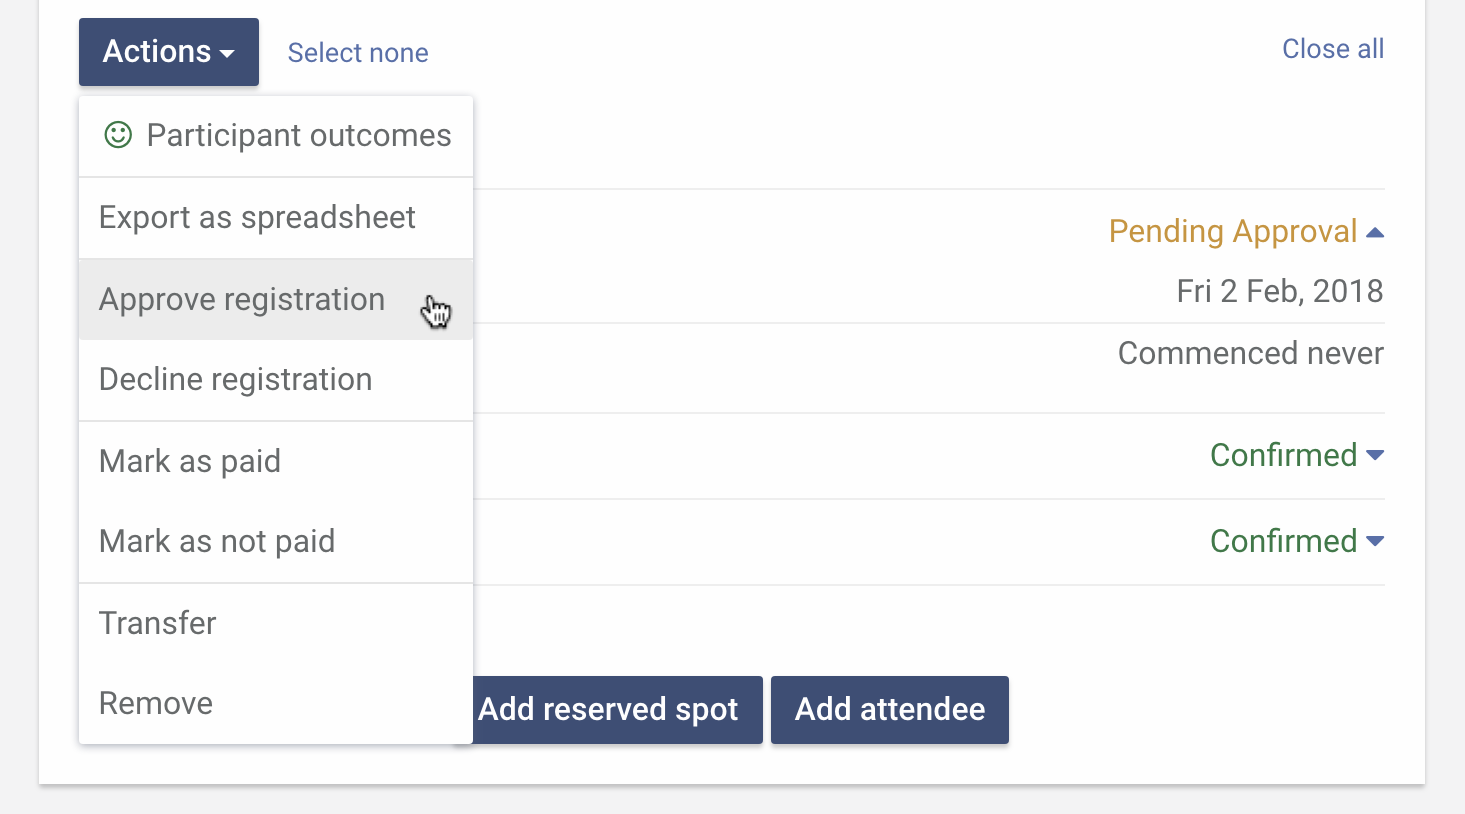 Actions
Select none
Close all
Participant outcomes
Export as spreadsheet
Approve registration
Decline registration
Mark as paid
Mark as not paid
Transfer
Remove
Pending Approval
Fri 2 Feb, 2018
Commenced never
Confirmed
Confirmed
Add reserved spot
Add attendee